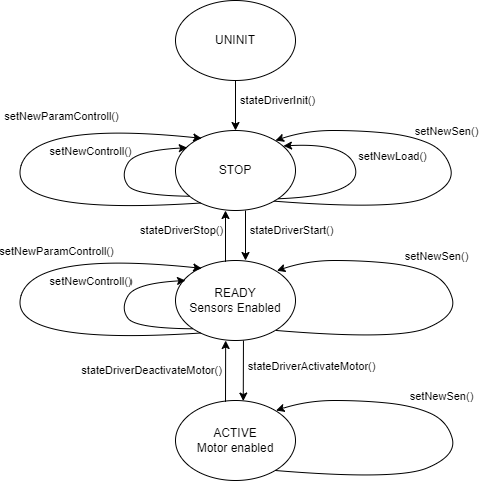 UNINIT
stateDriverInit()
setNewParamControll()
setNewSen()
setNewControll()
setNewLoad()
STOP
stateDriverStop()
stateDriverStart()
setNewParamControll()
setNewSen()
setNewControll()
READY
Sensors Enabled
stateDriverDeactivateMotor()
stateDriverActivateMotor()
setNewSen()
ACTIVE
Motor enabled